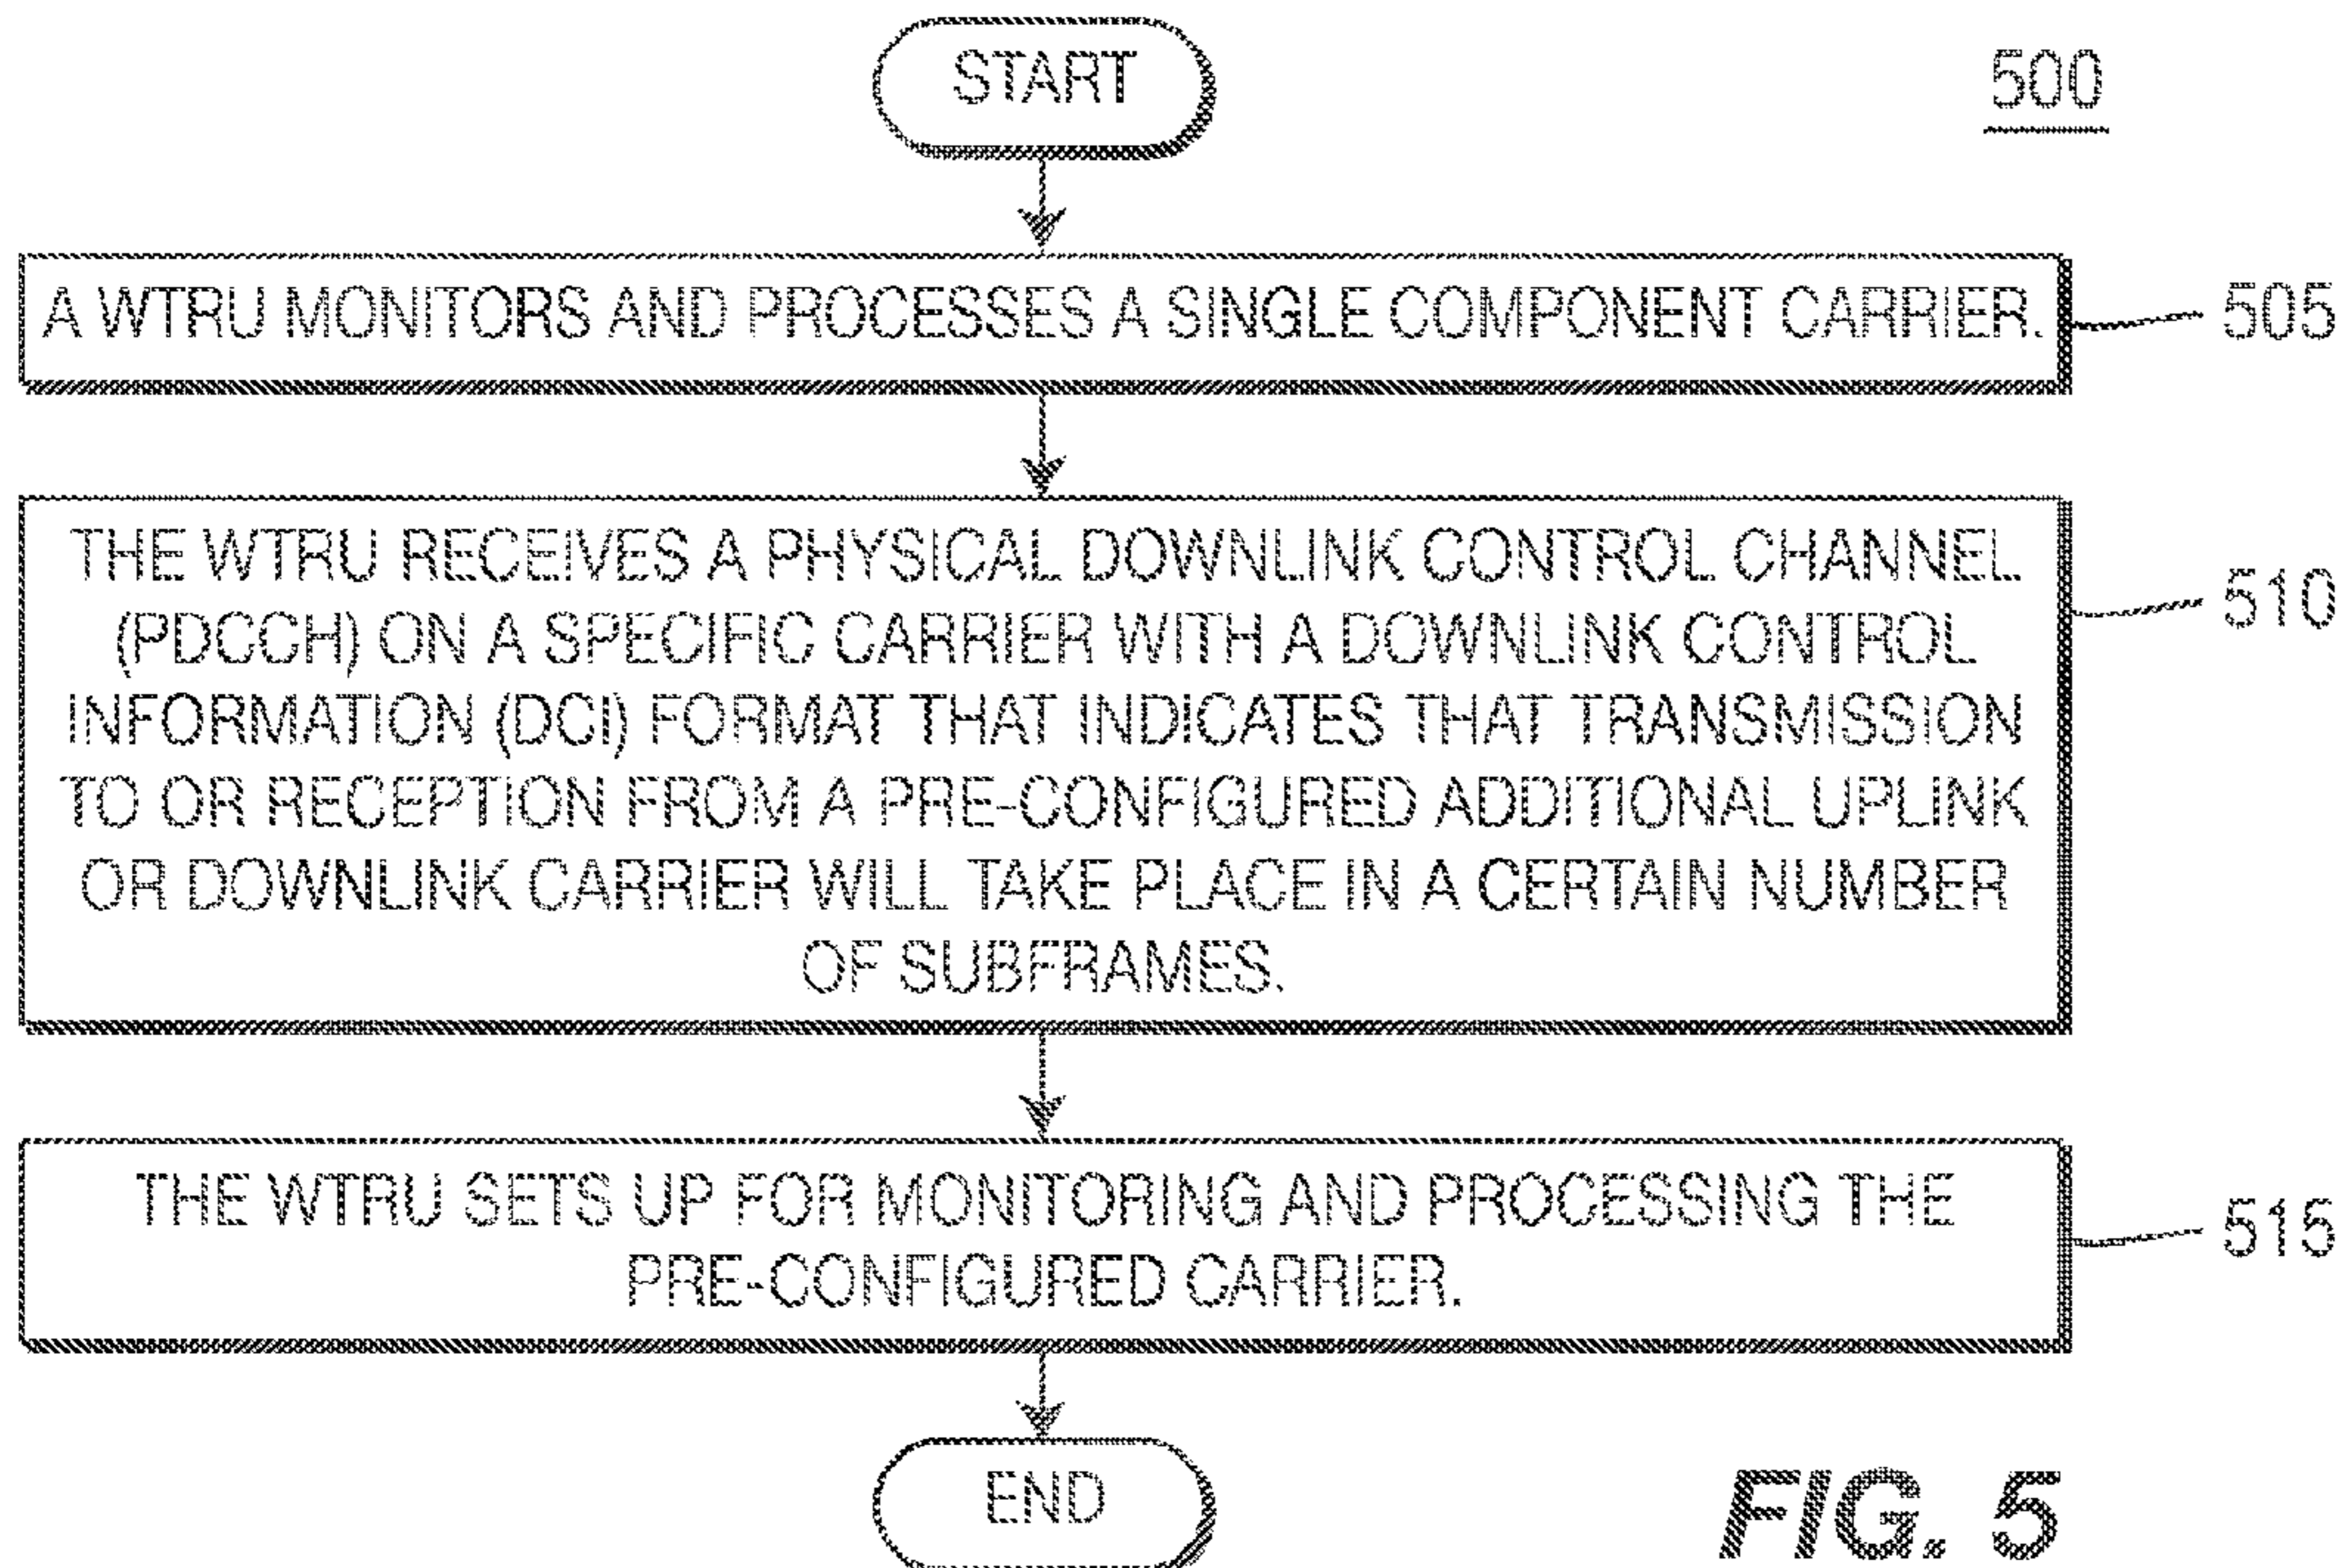 START
500
A WTRU MONITORS AND PROCESSES A SINGLE COMPONENT CARRIER.
505
THE WTRU RECEIVES A PHYSICAL DOWNLINK CONTROL CHANNEL
(PDCCH) ON A SPECIFIC CARRIER WITH A DOWNLINK CONTROL
INFORMATION (DCI) FORMAT THAT INDICATES THAT TRANSMISSION
TO OR RECEPTION FROM A PRE-CONFIGURED ADDITIONAL UPLINK
OR DOWNLINK CARRIER WILL TAKE PLACE IN A CERTAIN NUMBER
OF SUBFRAMES.
510
THE WTRU SETS UP FOR MONITORING AND PROCESSING THE
PRE-CONFIGURED CARRIER.
515
END
FIG. 5